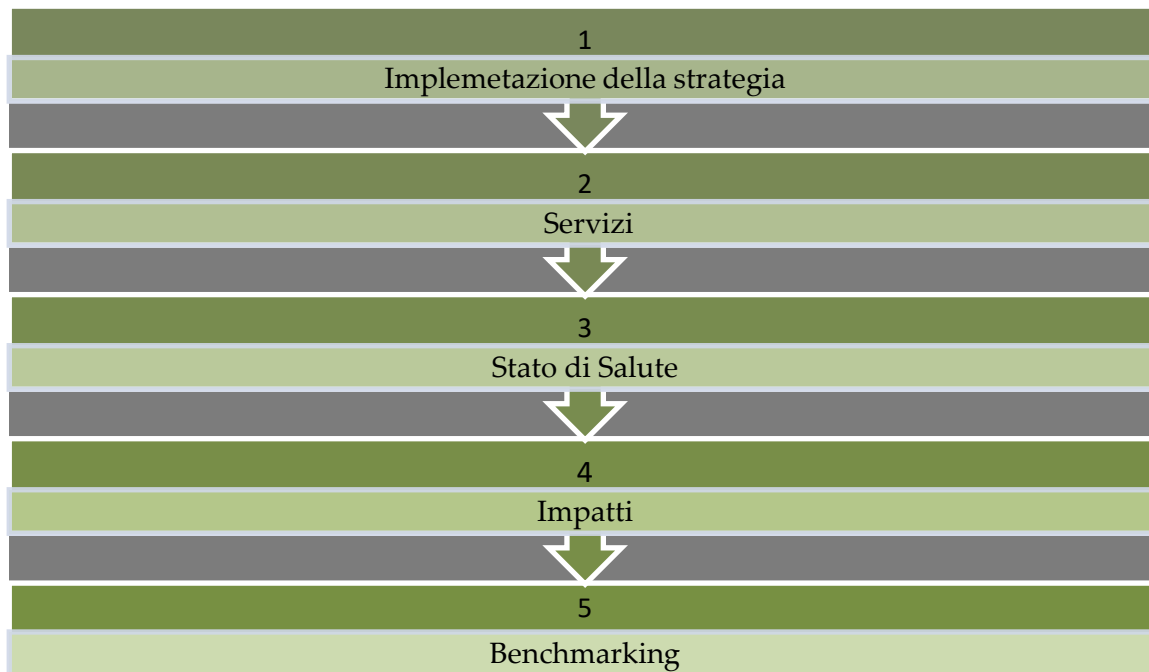 1
Implemetazione della strategia
2
Servizi
3
Stato di Salute
4
Impatti
5
Benchmarking